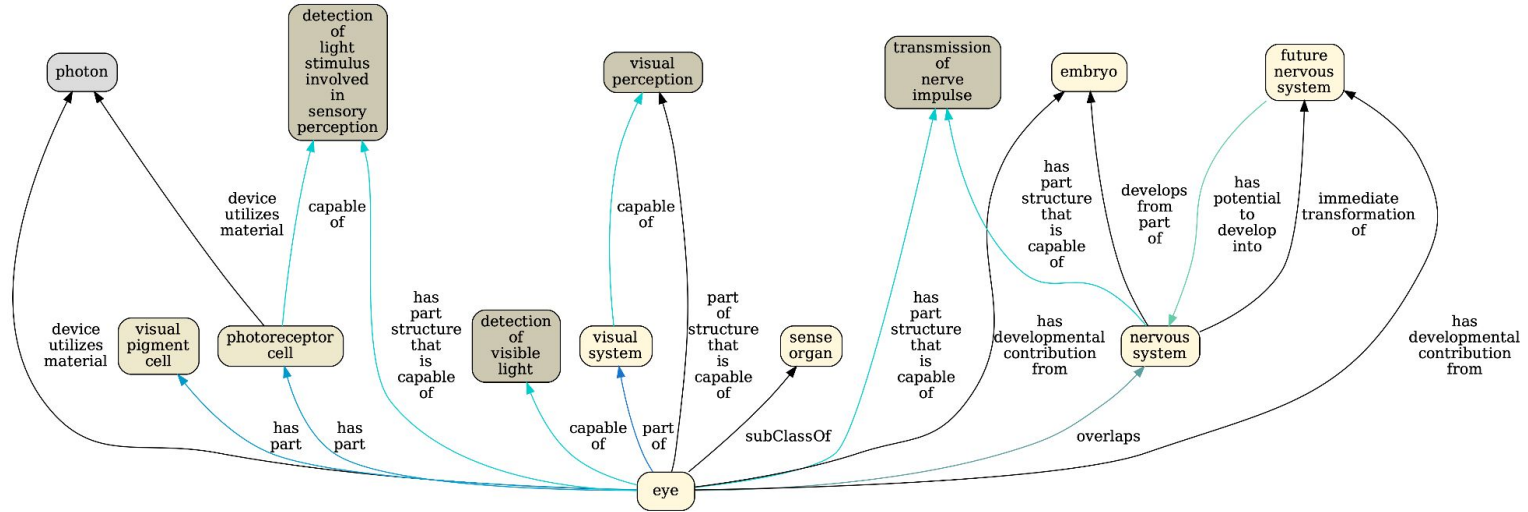 photon
detection
of
light
stimulus
involved
in
sensory
perception
visual
perception
transmission
of
nerve
impulse
embryo
future
nervous
system
device
utilizes
material
capable
of
capable
of
has
part
structure
that
is
capable
of
develops
from
part
of
has
potential
to
develop
into
immediate
transformation
of
device
utilizes
material
visual
pigment
cell
photoreceptor
cell
has
part
structure
that
is
capable
of
detection
of
visible
light
visual
system
part
of
structure
that
is
capable
of
sense
organ
has
part
structure
that
is
capable
of
has
developmental
contribution
from
nervous
system
has
developmental
contribution
from
has
part
has
part
capable
of
part
of
subClassOf
overlaps
eye